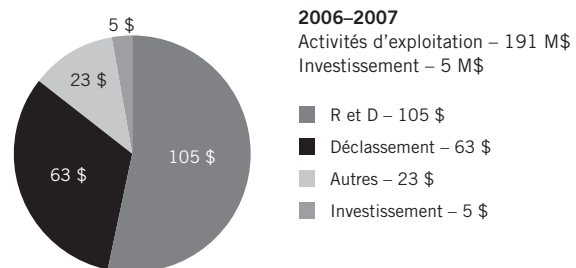 5 $
23 $
63 $
105 $
2006–2007
Activités d’exploitation – 191 M$
Investissement – 5 M$
R et D – 105 $
Déclassement – 63 $
Autres – 23 $
Investissement – 5 $